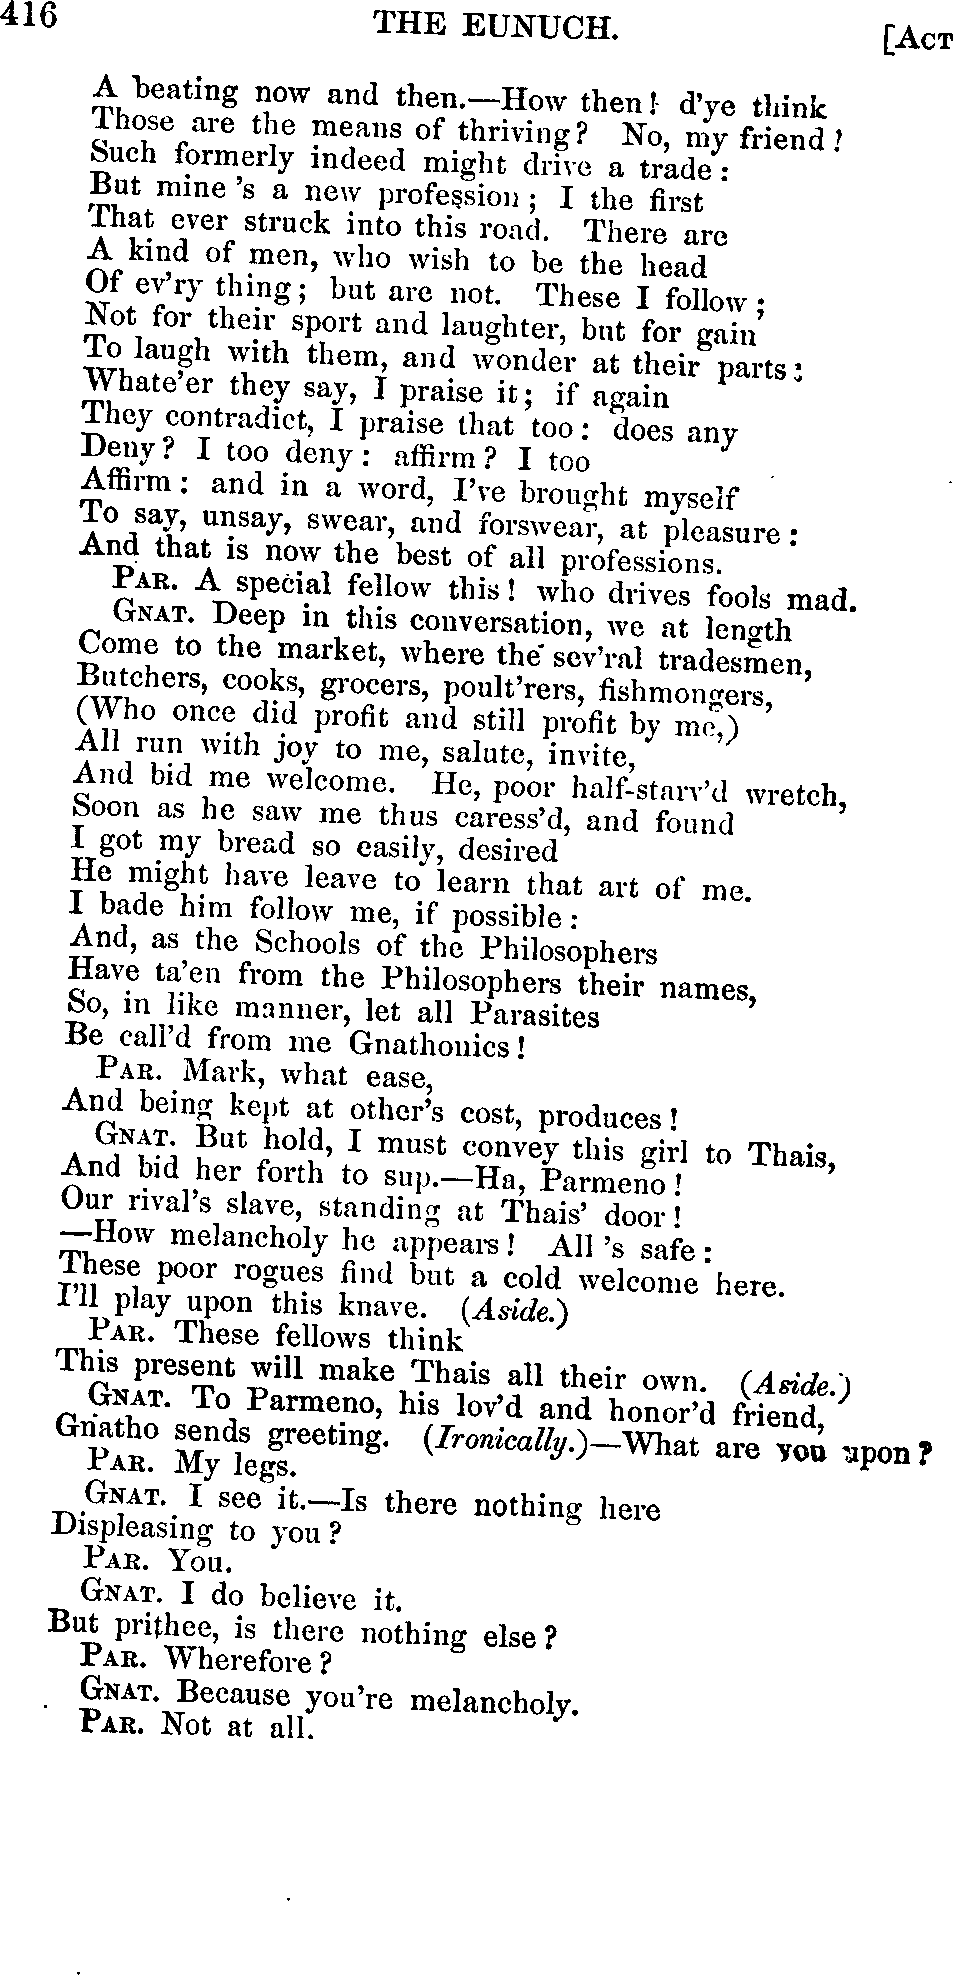 416
THE EUNUCH.
[ACT
A beating now and then.—How then! d'ye think
Those are the means of thriving? No, my friend!
Such formerly indeed might drive a trade:
But mine 's a new profession; I the first
That ever struck into this road. There are
A kind of men, who wish to be the head
Of ev'ry thing; but are not. These I follow;
Not for their sport and laughter, but for gain
To laugh with them, and wonder at their parts:
Whate'er they say, I praise it; if again
They contradict, I praise that too: does any
Deny? I too deny: affirm? I too
Affirm: and in a word, I've brought myself
To say, unsay, swear, and forswear, at pleasure:
And that is now the best of all professions.
PAR. A special fellow this! who drives fools mad.
GNAT. Deep in this conversation, we at length
Come to the market, where the sev'ral tradesmen,
Butchers, cooks, grocers, poult'rers, fishmongers,
(Who once did profit and still profit by me,)
All run with joy to me, salute, invite,
And bid me welcome. He, poor half-starv'd wretch,
Soon as he saw me thus caress'd, and found
I got my bread so easily, desired
He might have leave to learn that art of me.
I bade him follow me, if possible:
And, as the Schools of the Philosophers
Have ta'en from the Philosophers their names,
So, in like manner, let all Parasites
Be call'd from me Gnathonics!
PAR. Mark, what ease,
And being kept at other's cost, produces!
GNAT. But hold, I must convey this girl to Thais,
And bid her forth to sup.—Ha, Parmeno!
Our rival's slave, standing at Thais' door!
—How melancholy he appears! All 's safe:
These poor rogues find but a cold welcome here.
I'll play upon this knave. (Aside.)
PAR. These fellows think
This present will make Thais all their own. (Aside.)
GNAT. To Parmeno, his lov'd and honor'd friend,
Gnatho sends greeting. (Ironically.)—What are you upon?
PAR. My legs.
GNAT. I see it.—Is there nothing here
Displeasing to you?
PAR. You.
GNAT. I do believe it.
But prithee, is there nothing else?
PAR. Wherefore?
GNAT. Because you're melancholy.
PAR. Not at all.